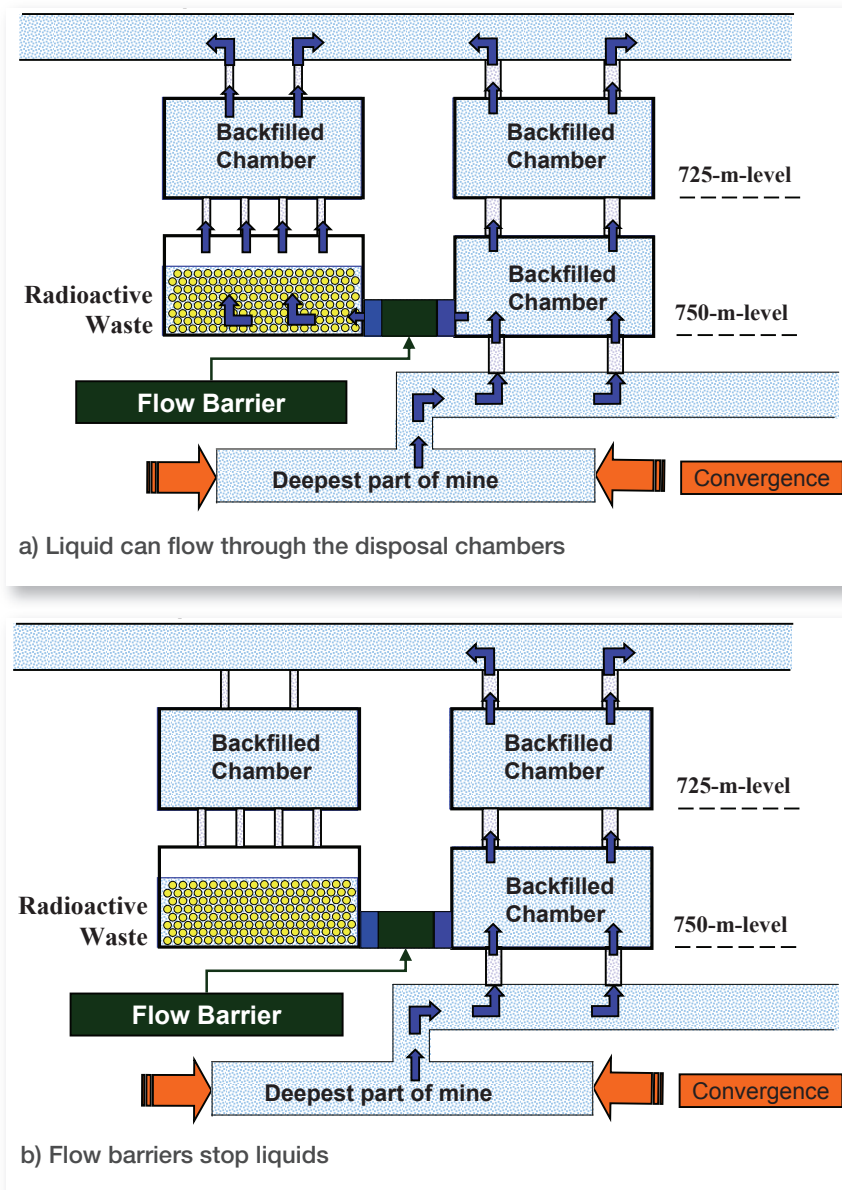 Backfilled
Chamber
Backfilled
Chamber
725-m-level
Radioactive
Waste
Backfilled
Chamber
750-m-level
Flow Barrier
Deepest part of mine
Convergence
a) Liquid can flow through the disposal chambers
Backfilled
Chamber
Backfilled
Chamber
725-m-level
Radioactive
Waste
Backfilled
Chamber
750-m-level
Flow Barrier
Deepest part of mine
Convergence
b) Flow barriers stop liquids